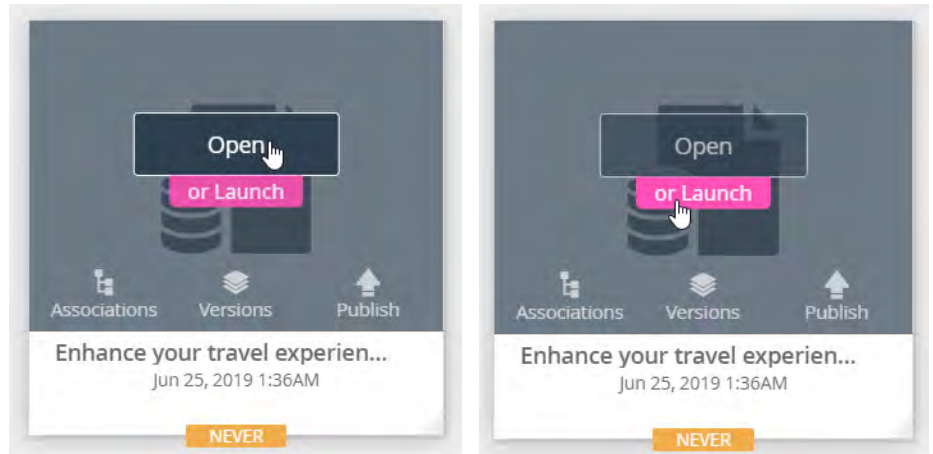 Open
or Launch
Associations Versions Publish
Enhance your travel experien...
Jun 25, 2019 1:36AM
NEVER
Open
or Launch
Associations Versions Publish
Enhance your travel experien...
Jun 25, 2019 1:36AM
NEVER